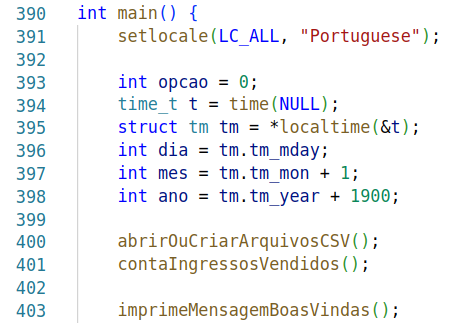 390 int main() {
391     setlocale(LC_ALL, "Portuguese");
392
393     int opcao = 0;
394     time_t t = time(NULL);
395     struct tm tm = *localtime(&t);
396     int dia = tm.tm_mday;
397     int mes = tm.tm_mon + 1;
398     int ano = tm.tm_year + 1900;
399
400     abrirOuCriarArquivosCSV();
401     contaIngressosVendidos();
402
403     imprimeMensagemBoasVindas();